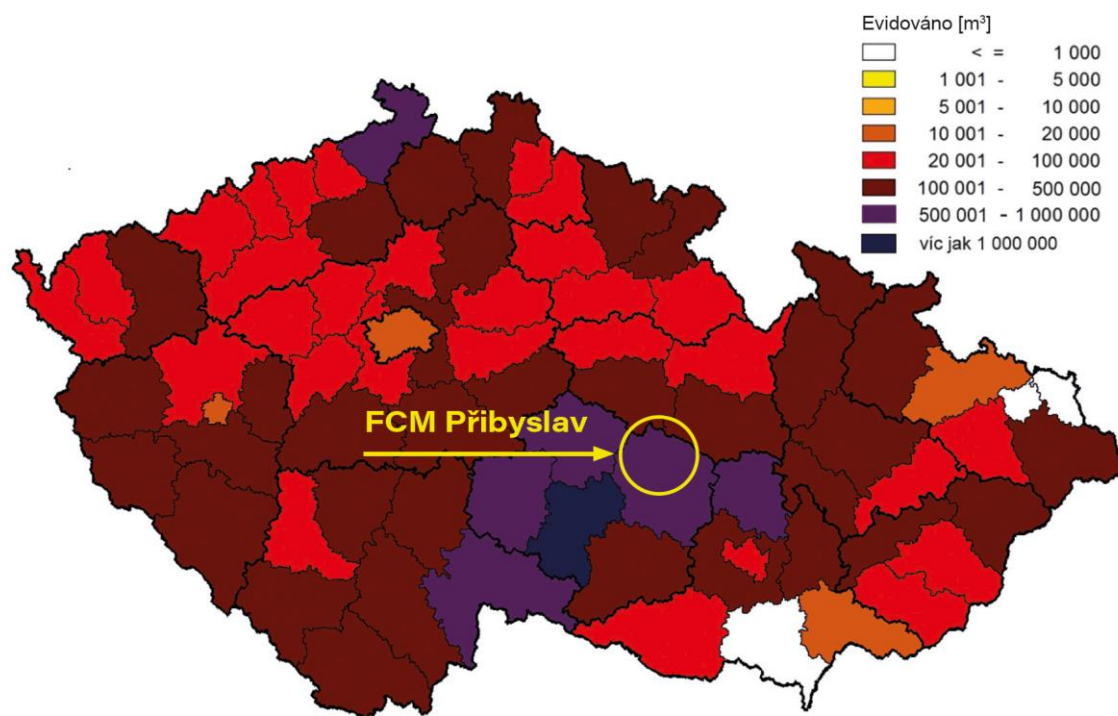 Evidováno [m³]
< = 1 000
1 001 - 5 000
5 001 - 10 000
10 001 - 20 000
20 001 - 100 000
100 001 - 500 000
500 001 - 1 000 000
víc jak 1 000 000
FCM Přibyslav